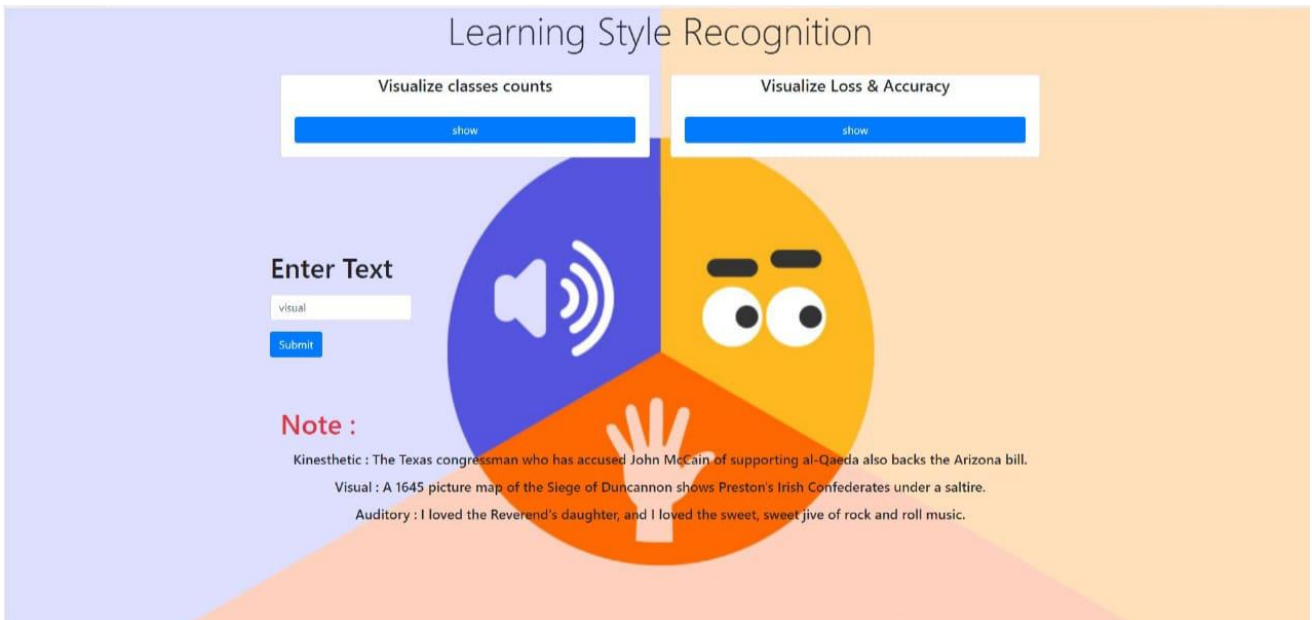 Learning Style Recognition
Visualize classes counts
show
Visualize Loss & Accuracy
show
Enter Text
visual
Submit
Note :
Kinesthetic : The Texas congressman who has accused John McCain of supporting al-Qaeda also backs the Arizona bill.
Visual : A 1645 picture map of the Siege of Duncannon shows Preston's Irish Confederates under a saltire.
Auditory : I loved the Reverend's daughter, and I loved the sweet, sweet jive of rock and roll music.